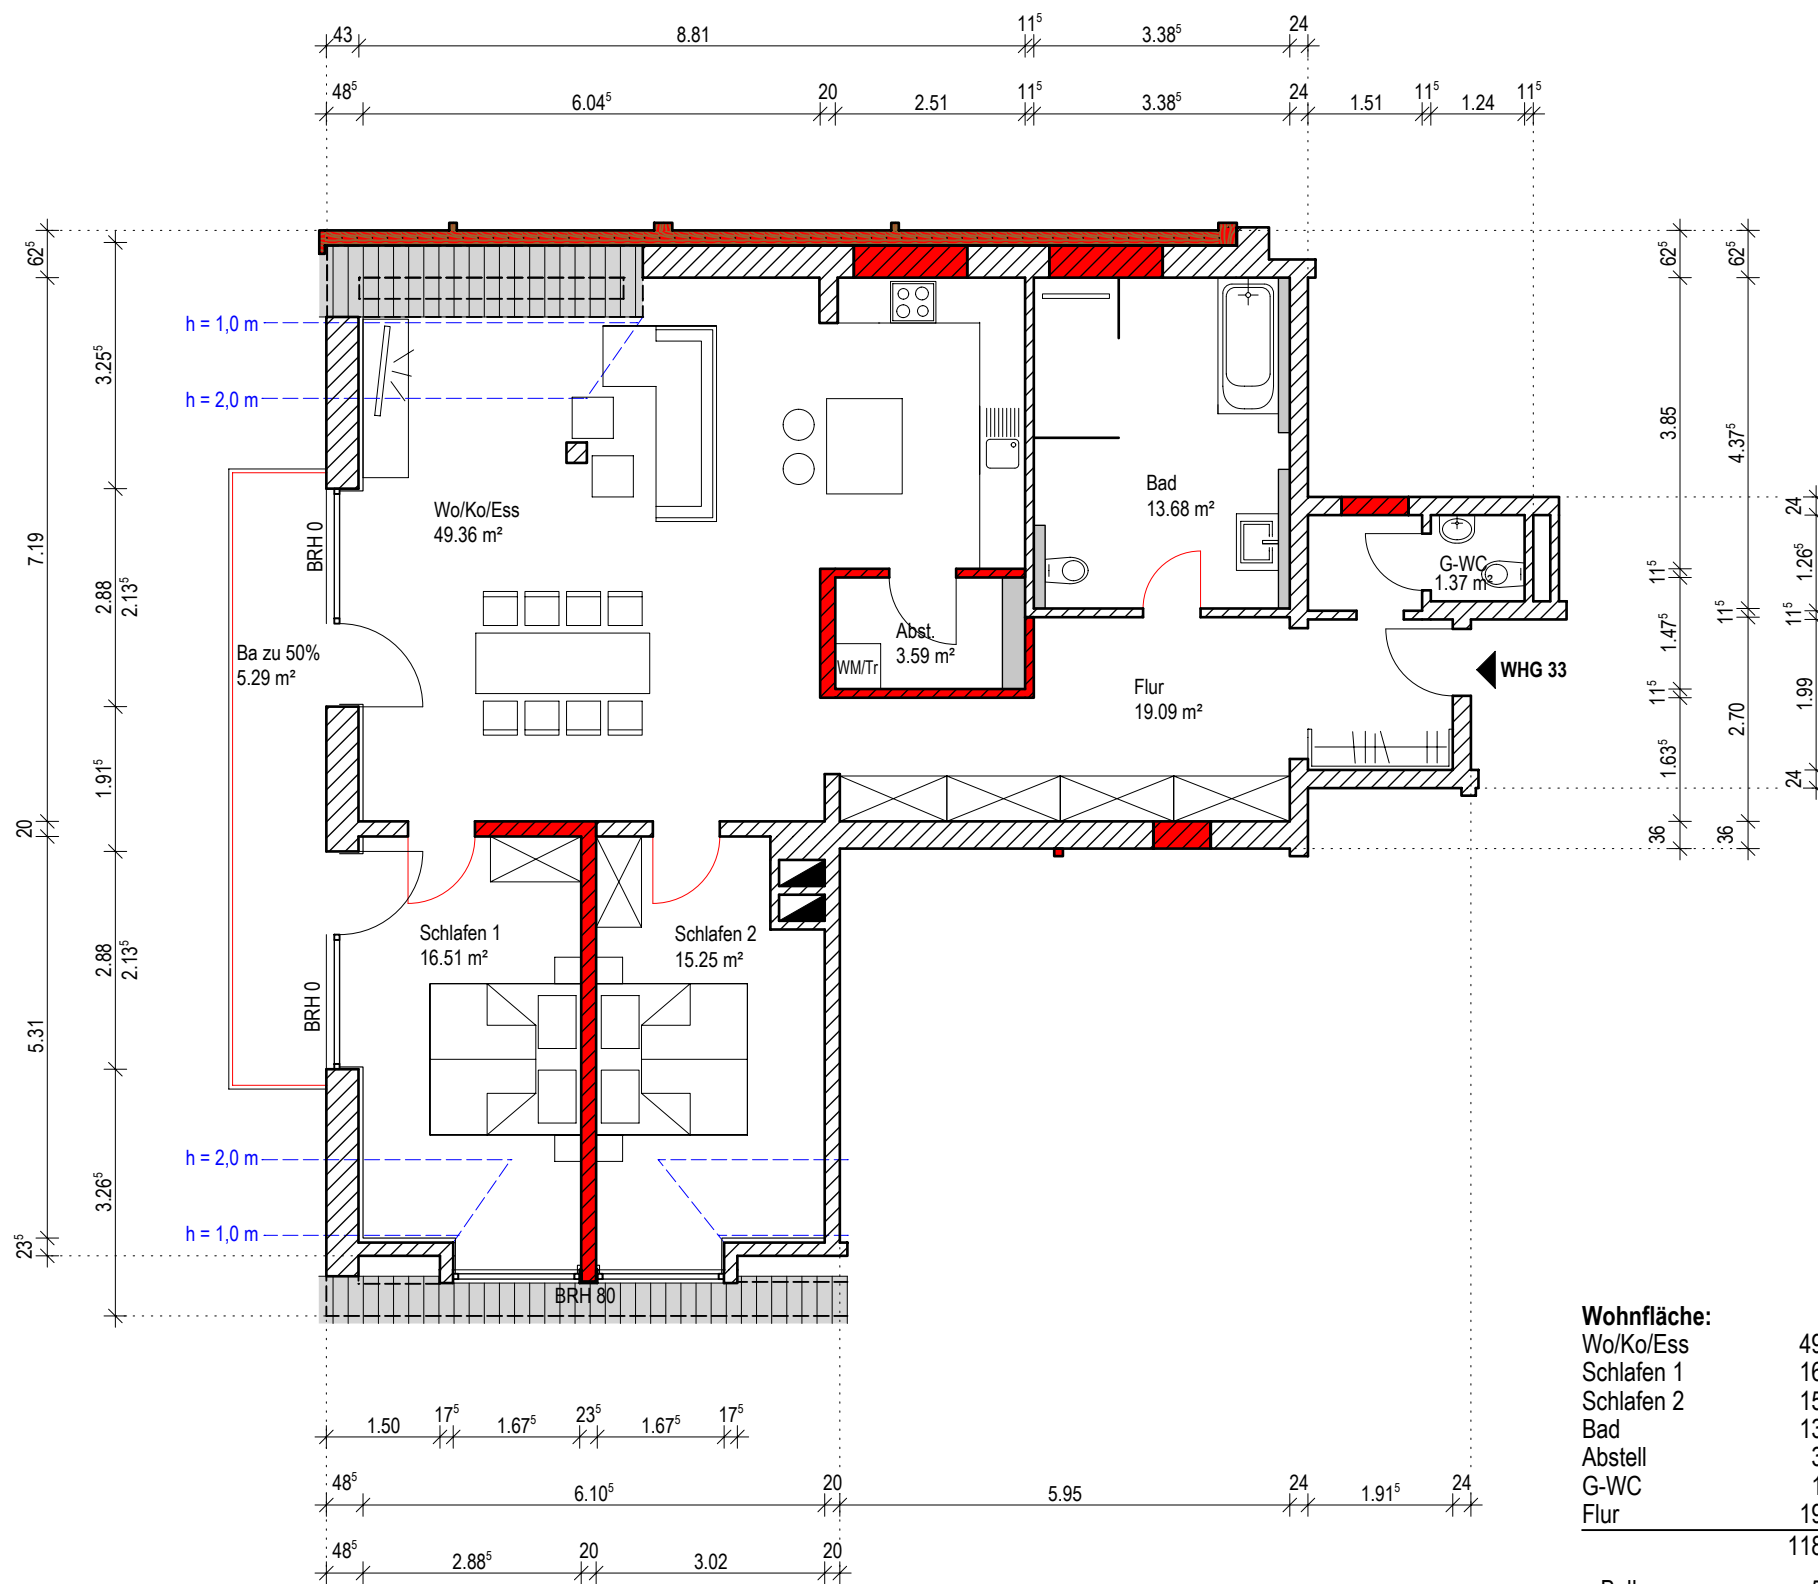 43 8.81 11⁵ 3.38⁵ 24
48⁵ 6.04⁵ 20 2.51 11⁵ 3.38⁵ 24 1.51 11⁵ 1.24 11⁵
62⁵ 7.19 20 5.31 23⁵
3.25⁵ 2.88 2.13⁵ 1.91⁵ 2.88 2.13⁵ 3.26⁵
h = 1,0 m
h = 2,0 m
BRH 0
Wo/Ko/Ess
49.36 m²
Bad
13.68 m²
G-WC
1.37 m²
Ba zu 50%
5.29 m²
Abst.
3.59 m²
WM/Tr
Flur
19.09 m²
WHG 33
62⁵ 3.85 11⁵ 1.47⁵ 11⁵ 1.63⁵ 36
62⁵ 4.37⁵ 11⁵ 2.70 36
24 1.26⁵ 11⁵ 1.99 24
Schlafen 1
16.51 m²
Schlafen 2
15.25 m²
BRH 0
h = 2,0 m
h = 1,0 m
BRH 80
1.50 17⁵ 1.67⁵ 23⁵ 1.67⁵ 17⁵
48⁵ 6.10⁵ 20 5.95 24 1.91⁵ 24
48⁵ 2.88⁵ 20 3.02 20
Wohnfläche:
Wo/Ko/Ess 49
Schlafen 1 16
Schlafen 2 15
Bad 13
Abstell 3
G-WC 1
Flur 19
118